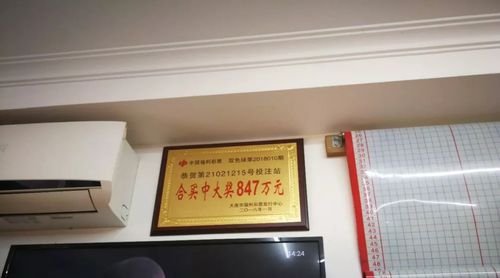 中国福利彩票 双色球第2018010期
恭贺第21021215号投注站
合买中大奖847万元
大连市福利彩票发行中心
二〇一八年一月
14:24